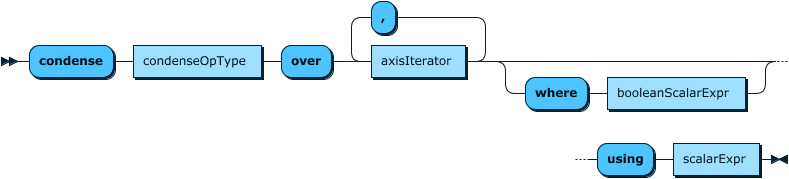 ,
condense condenseOpType over axisIterator
where booleanScalarExpr
using scalarExpr